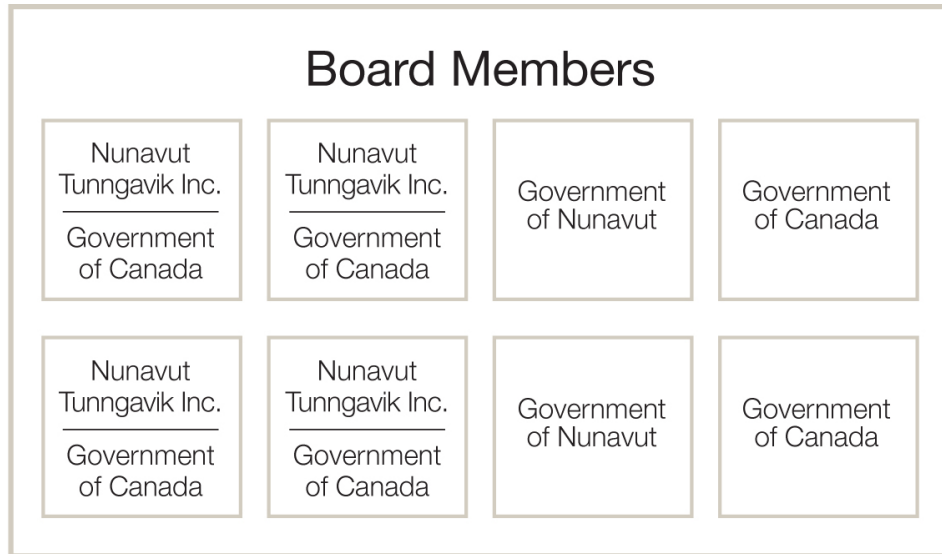 Board Members
Nunavut
Tunngavik Inc.
Government
of Canada
Nunavut
Tunngavik Inc.
Government
of Canada
Government
of Nunavut
Government
of Canada
Nunavut
Tunngavik Inc.
Government
of Canada
Nunavut
Tunngavik Inc.
Government
of Canada
Government
of Nunavut
Government
of Canada